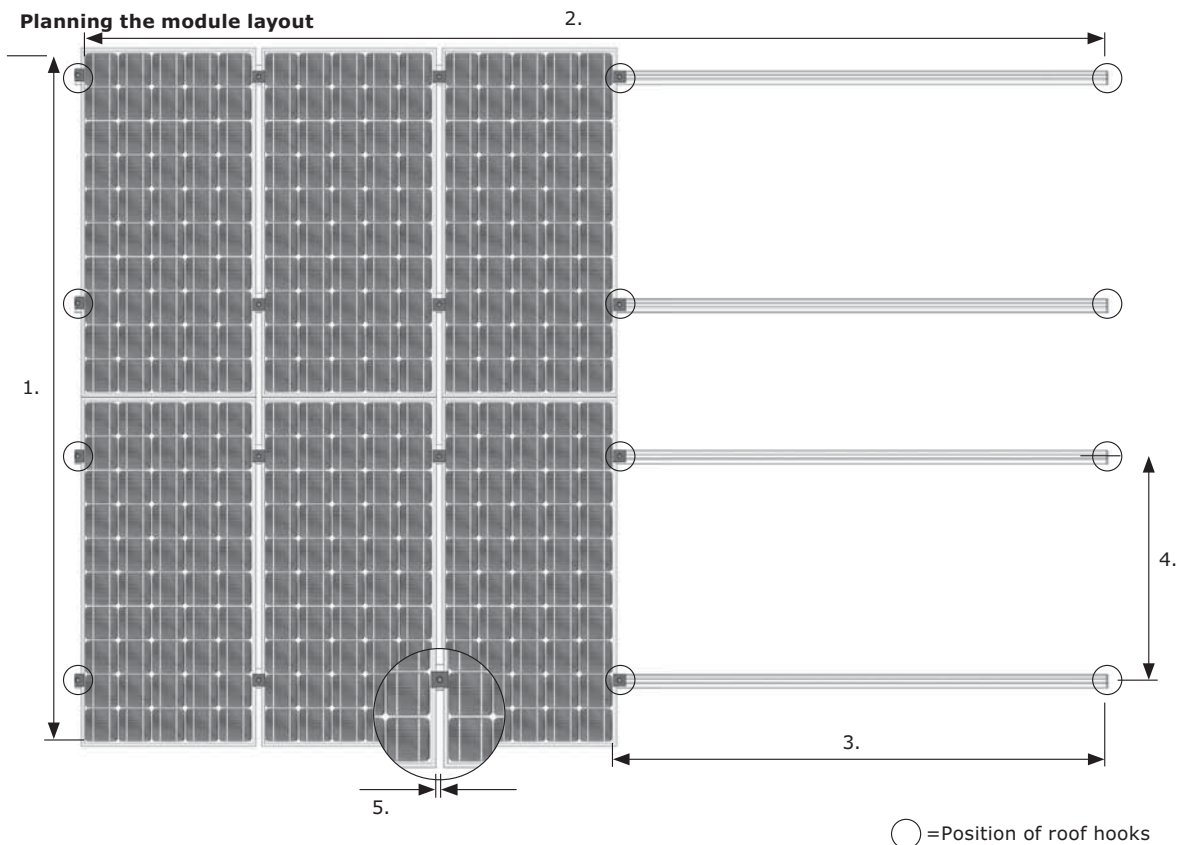 Planning the module layout
2.
1.
4.
3.
5.
=Position of roof hooks